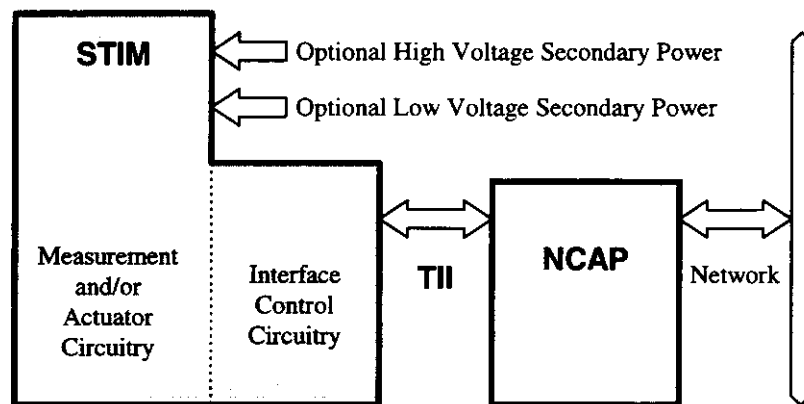 STIM
Optional High Voltage Secondary Power
Optional Low Voltage Secondary Power
Measurement
and/or
Actuator
Circuitry
Interface
Control
Circuitry
TII
NCAP
Network